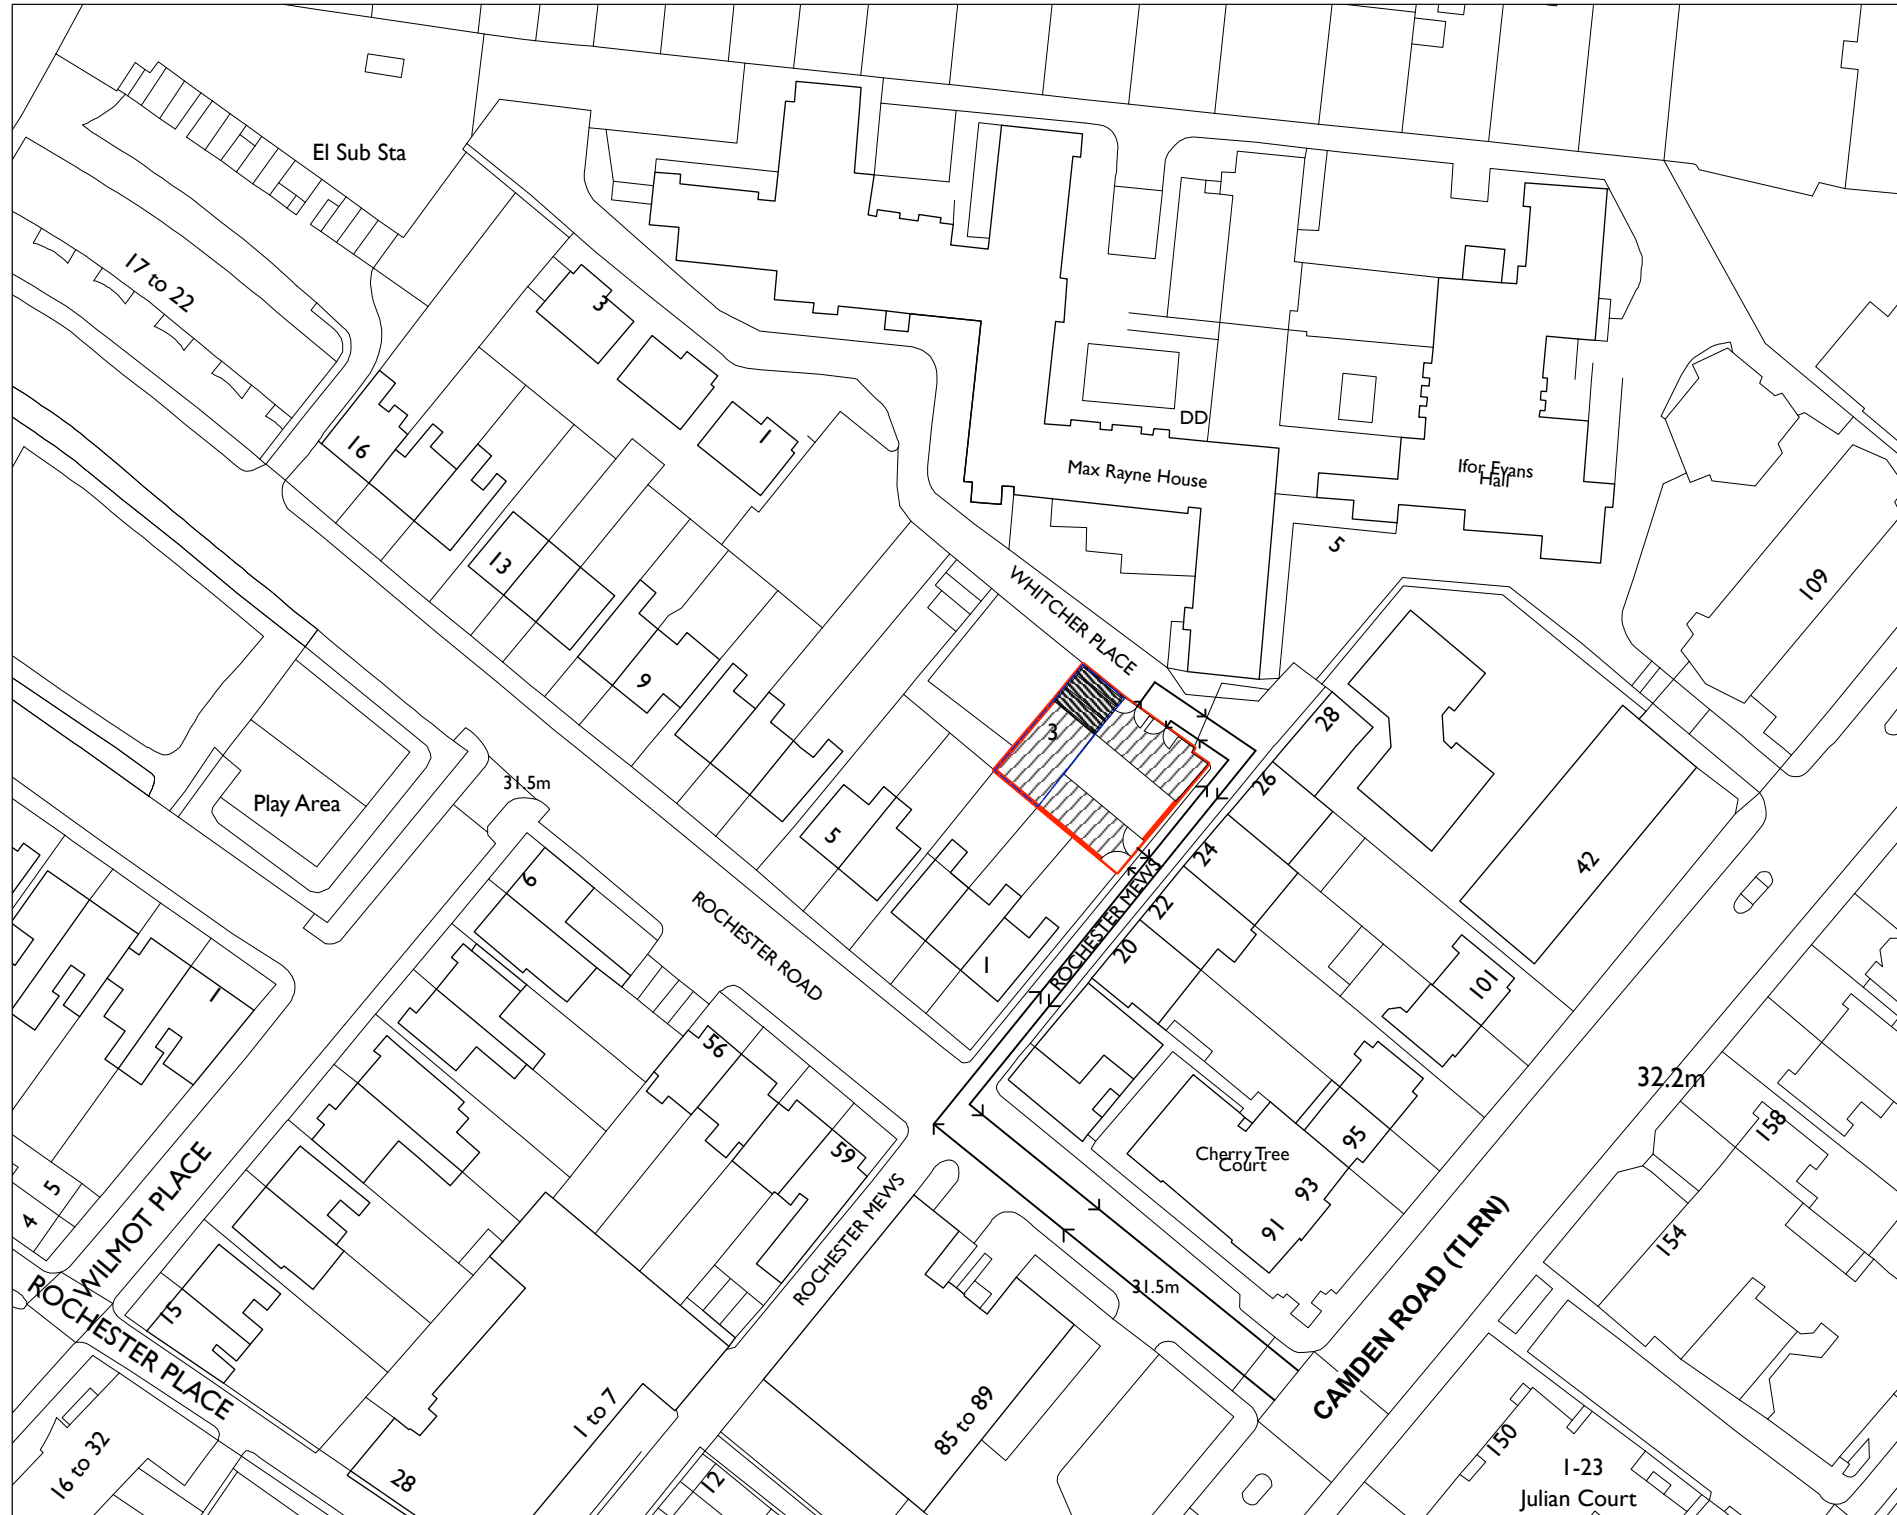 El Sub Sta
17 to 22
3
1
16
DD
Max Rayne House
Ifor Evans
Hall
5
13
109
WHITCHER PLACE
9
28
3
31.5m
Play Area
26
5
24
42
6
ROCHESTER MEWS
22
ROCHESTER ROAD
20
1
101
1
56
32.2m
59
Cherry Tree
Court
95
158
93
5
4
WILMOT PLACE
91
154
ROCHESTER MEWS
31.5m
CAMDEN ROAD (TLRN)
15
ROCHESTER PLACE
1 to 7
85 to 89
150
16 to 32
28
12
1-23
Julian Court